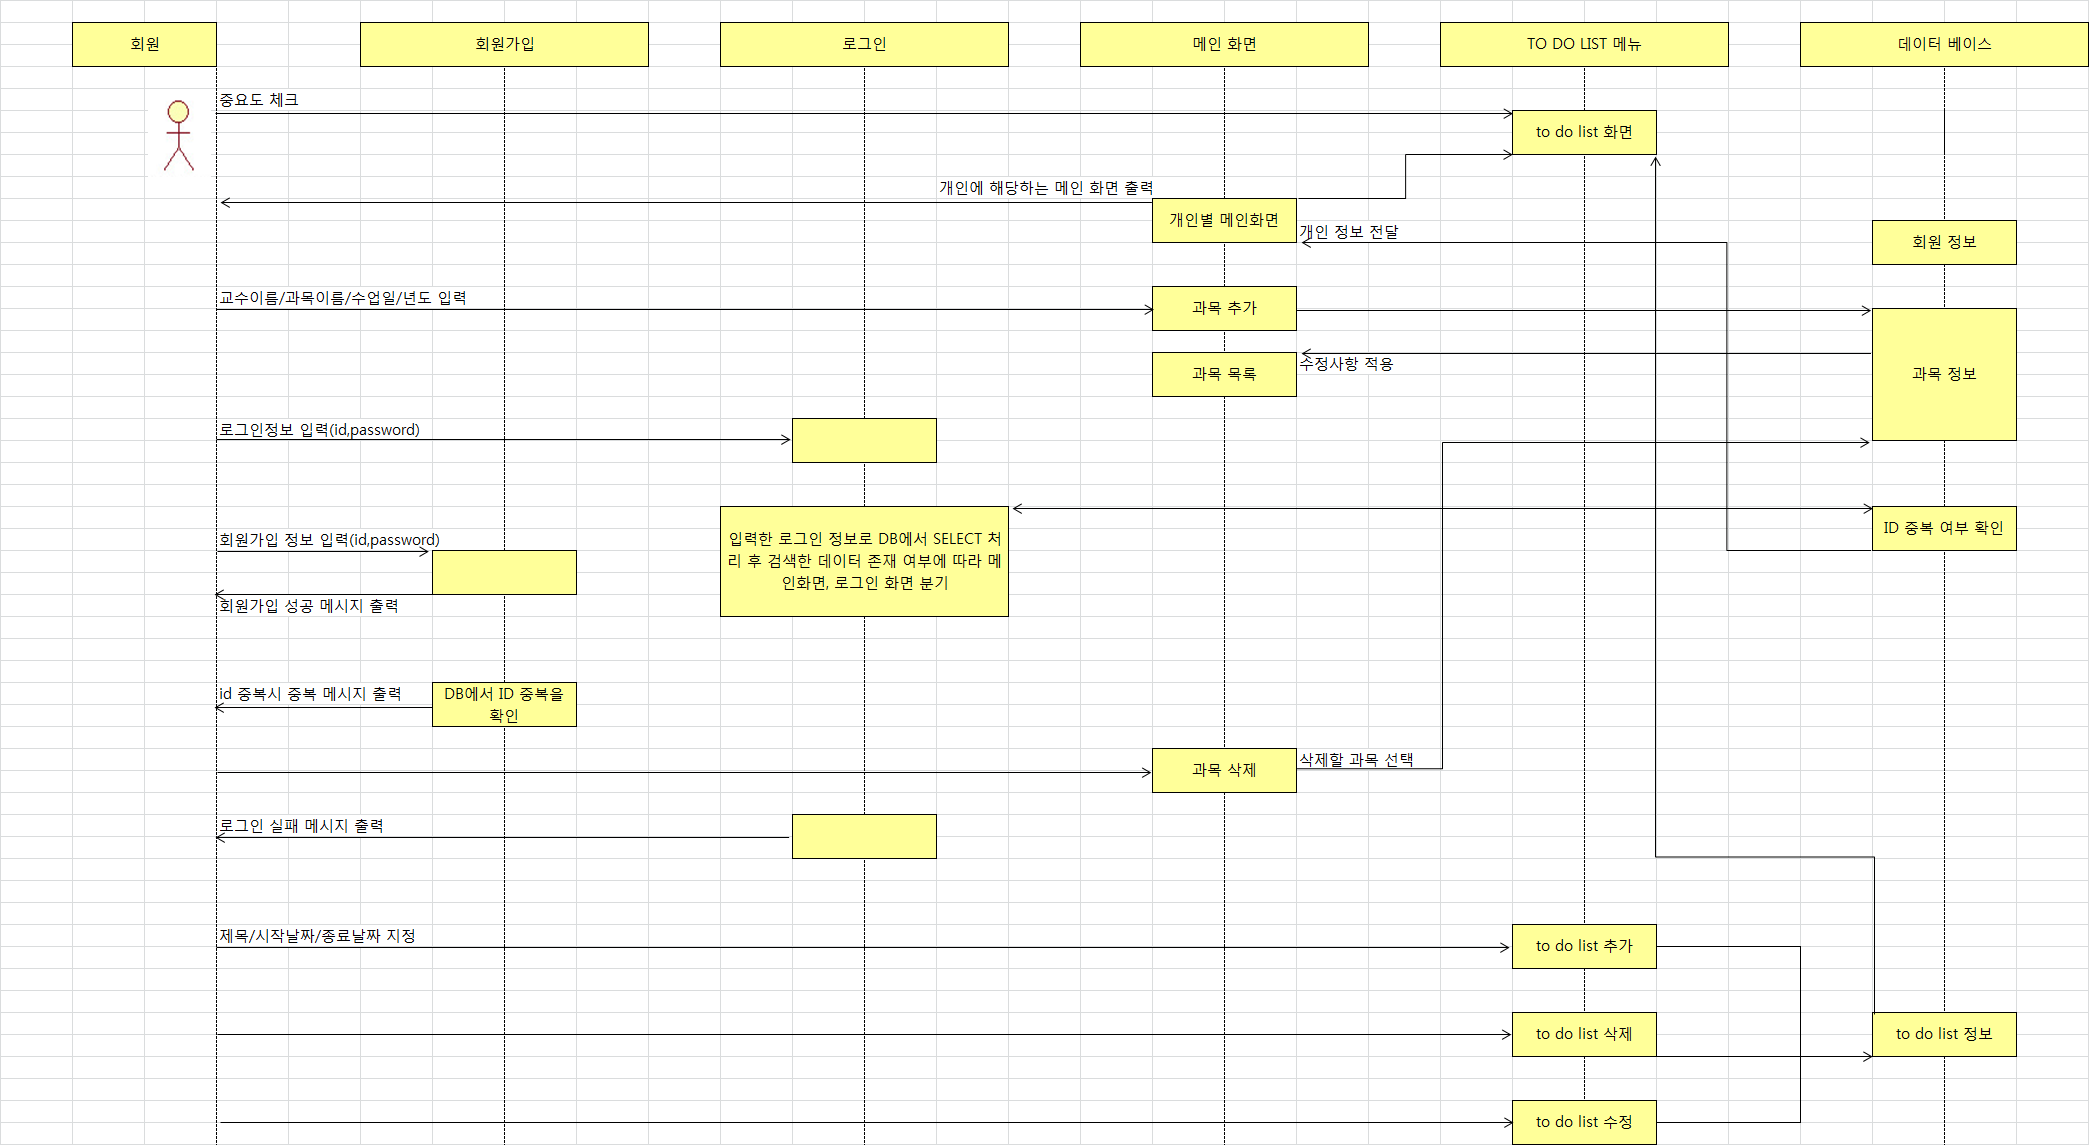 회원
회원가입
로그인
메인 화면
TO DO LIST 메뉴
데이터 베이스
중요도 체크
to do list 화면
개인에 해당하는 메인 화면 출력
개인별 메인화면
개인 정보 전달
회원 정보
교수이름/과목이름/수업일/년도 입력
과목 추가
수정사항 적용
과목 목록
과목 정보
로그인정보 입력(id,password)
회원가입 정보 입력(id,password)
입력한 로그인 정보로 DB에서 SELECT 처
리 후 검색한 데이터 존재 여부에 따라 메
인화면, 로그인 화면 분기
ID 중복 여부 확인
회원가입 성공 메시지 출력
id 중복시 중복 메시지 출력
DB에서 ID 중복을
확인
과목 삭제
삭제할 과목 선택
로그인 실패 메시지 출력
제목/시작날짜/종료날짜 지정
to do list 추가
to do list 삭제
to do list 정보
to do list 수정